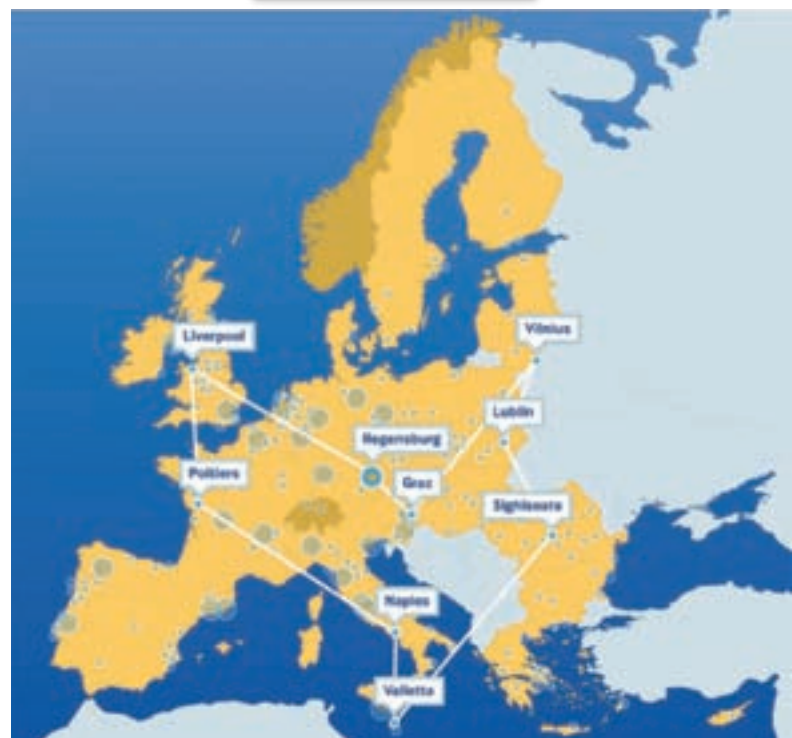 Liverpool
Vilnius
Lublin
Regensburg
Poitiers
Graz
Sighisoara
Naples
Valletta